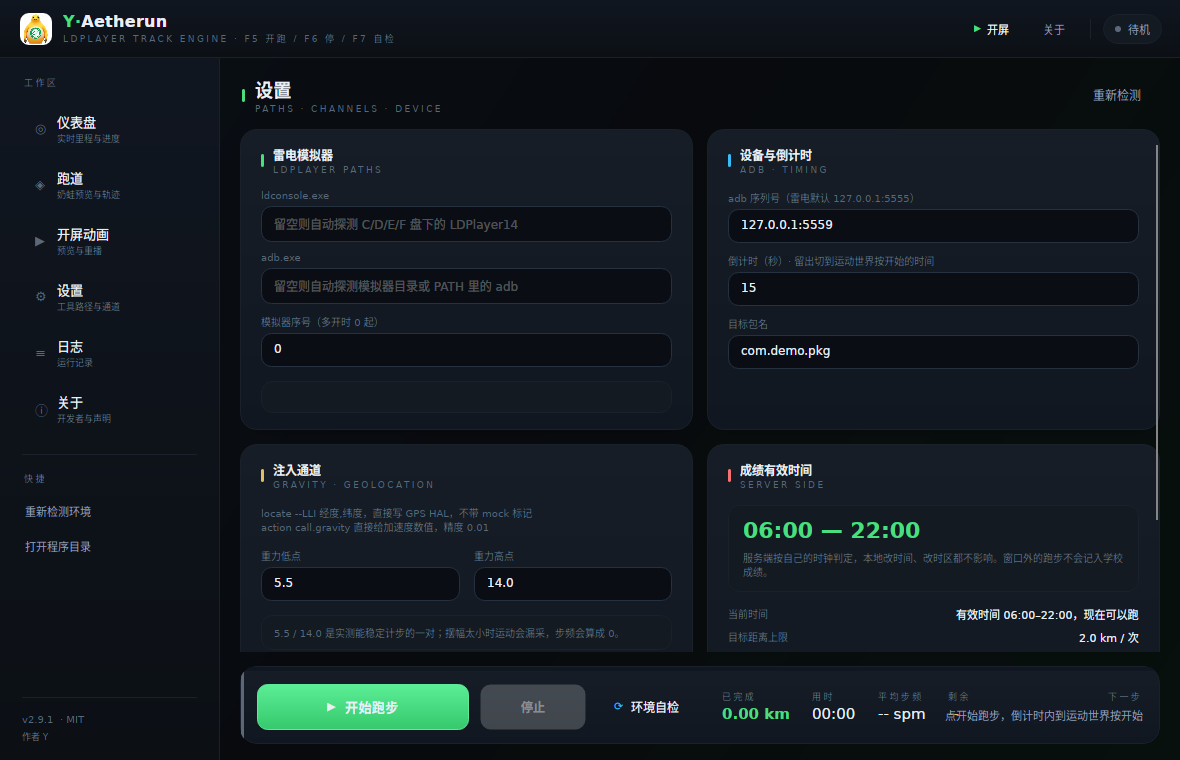 Y·Aetherun
LDPLAYER TRACK ENGINE · F5 开跑 / F6 停 / F7 自检
▶ 开屏
关于
待机
工作区
仪表盘
实时里程与进度
跑道
奶蛙预览与轨迹
开屏动画
预览与重播
设置
工具路径与通道
日志
运行记录
关于
开发者与声明
快捷
重新检测环境
打开程序目录
v2.9.1 · MIT
作者 Y
设置
PATHS · CHANNELS · DEVICE
重新检测
雷电模拟器
LDPLAYER PATHS
ldconsole.exe
留空则自动探测 C/D/E/F 盘下的 LDPlayer14
adb.exe
留空则自动探测模拟器目录或 PATH 里的 adb
模拟器序号（多开时 0 起）
0
设备与倒计时
ADB · TIMING
adb 序列号（雷电默认 127.0.0.1:5555）
127.0.0.1:5559
倒计时（秒）· 留出切到运动世界按开始的时间
15
目标包名
com.demo.pkg
注入通道
GRAVITY · GEOLOCATION
locate --LLI 经度,纬度，直接写 GPS HAL，不带 mock 标记
action call.gravity 直接给加速度数值，精度 0.01
重力低点
重力高点
5.5
14.0
5.5 / 14.0 是实测能稳定计步的一对；摆幅太小时运动会漏采，步频会算成 0。
成绩有效时间
SERVER SIDE
06:00 — 22:00
服务端按自己的时钟判定，本地改时间、改时区都不影响。窗口外的跑步不会记入学校
成绩。
当前时间
有效时间 06:00–22:00，现在可以跑
目标距离上限
2.0 km / 次
▶ 开始跑步
停止
⟳ 环境自检
已完成
0.00 km
用时
00:00
平均步频
-- spm
剩余
下一步
点开始跑步，倒计时内到运动世界按开始